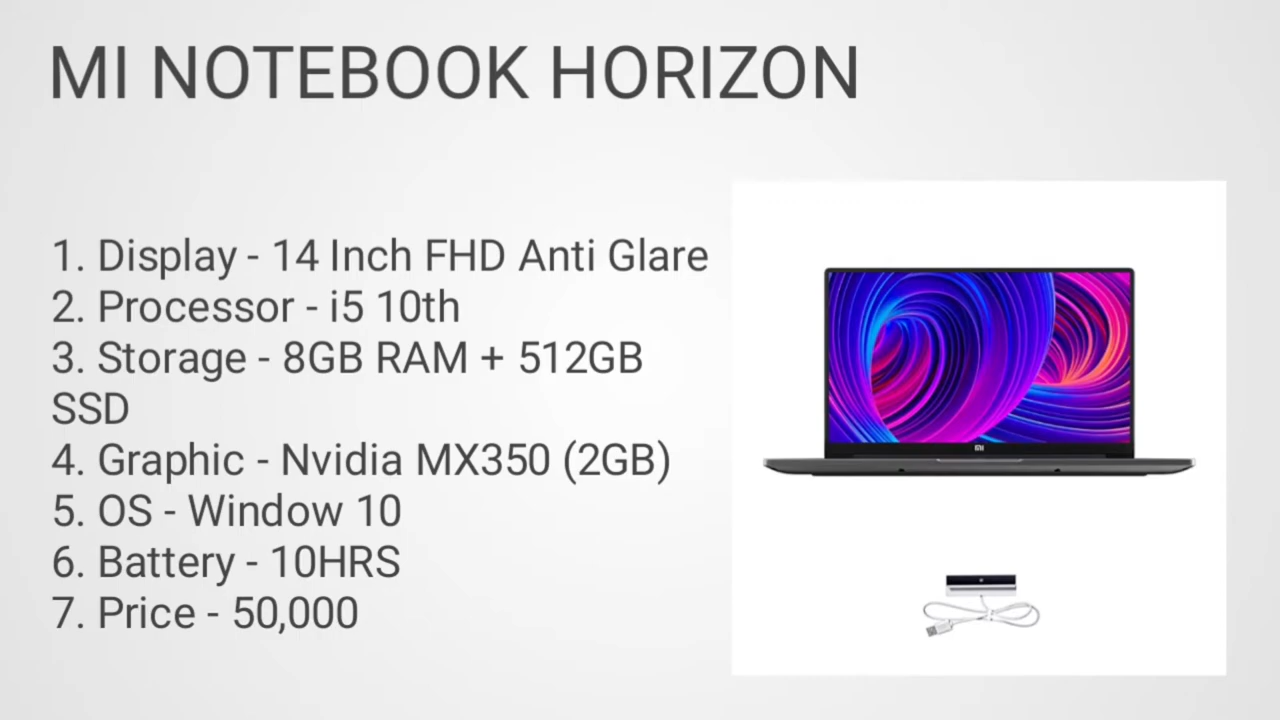 MI NOTEBOOK HORIZON
1. Display - 14 Inch FHD Anti Glare
2. Processor - i5 10th
3. Storage - 8GB RAM + 512GB
SSD
4. Graphic - Nvidia MX350 (2GB)
5. OS - Window 10
6. Battery - 10HRS
7. Price - 50,000
mi